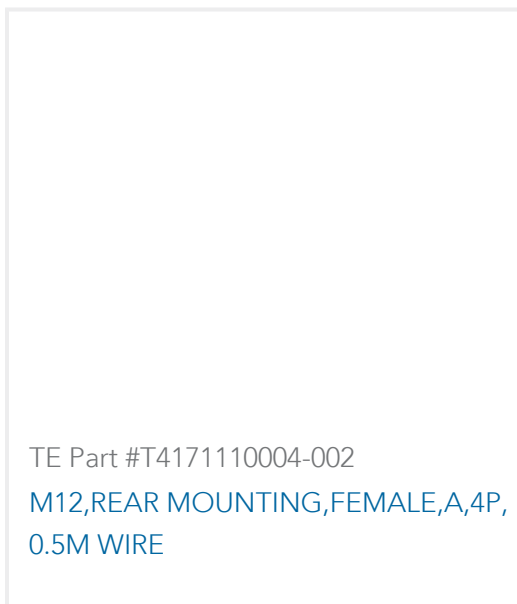 TE Part #T4171110004-002
M12,REAR MOUNTING,FEMALE,A,4P,
0.5M WIRE